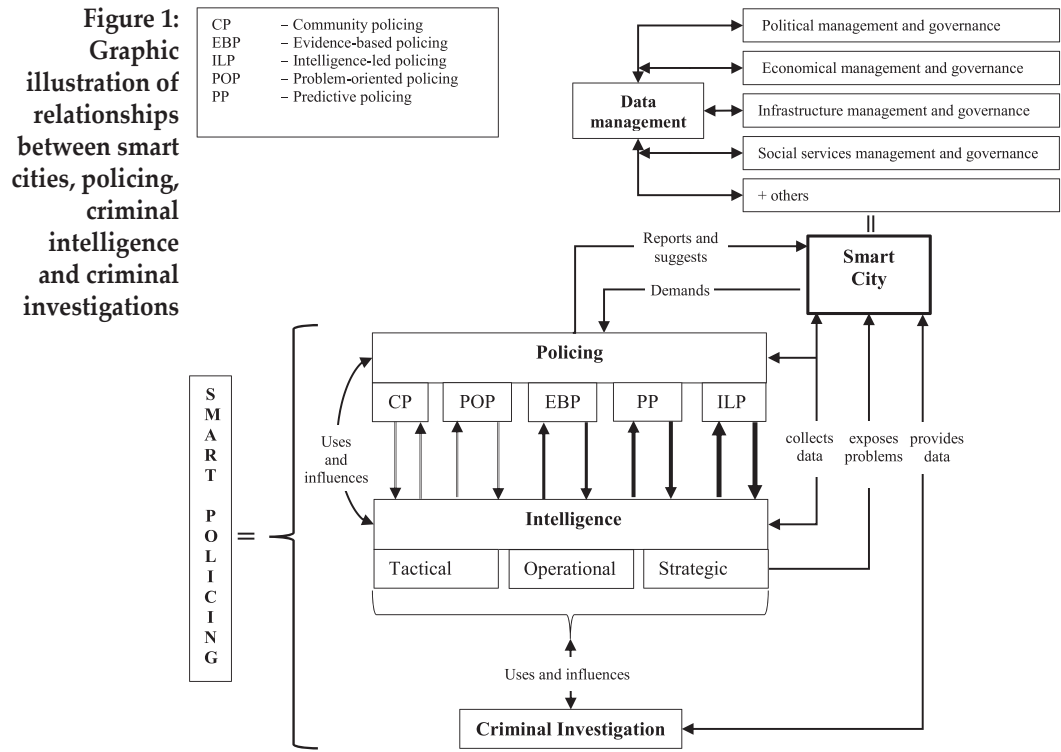 Figure 1:
Graphic
illustration of
relationships
between smart
cities, policing,
criminal
intelligence
and criminal
investigations
CP – Community policing
EBP – Evidence-based policing
ILP – Intelligence-led policing
POP – Problem-oriented policing
PP – Predictive policing
Data
management
Political management and governance
Economical management and governance
Infrastructure management and governance
Social services management and governance
+ others
=
Smart
City
Reports and
suggests
Demands
Policing
CP POP EBP PP ILP
Uses
and
influences
collects
data
exposes
problems
provides
data
Intelligence
Tactical Operational Strategic
Uses and influences
Criminal Investigation
SMART POLICING
=